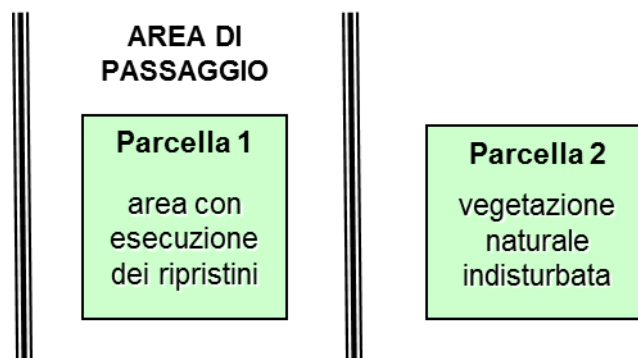 AREA DI
PASSAGGIO
Parcella 1
area con
esecuzione
dei ripristini
Parcella 2
vegetazione
naturale
indisturbata